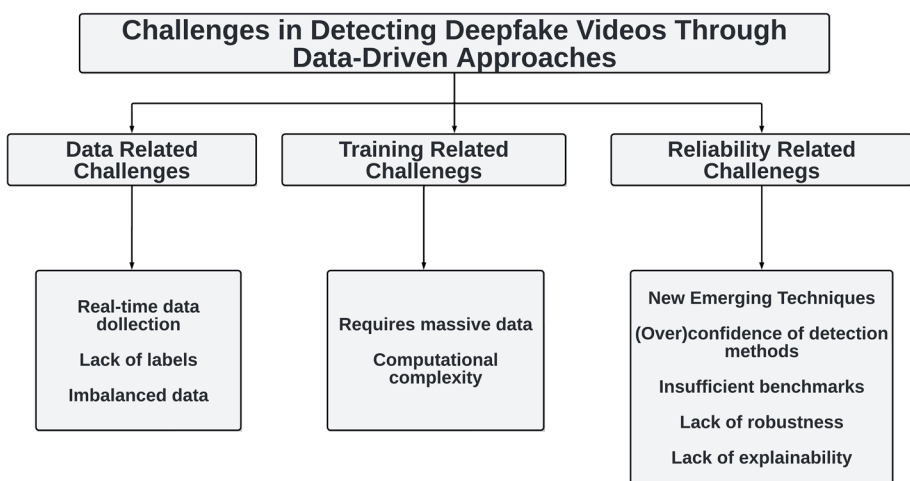 Challenges in Detecting Deepfake Videos Through
Data-Driven Approaches
Data Related
Challenges
Training Related
Challenegs
Reliability Related
Challenegs
Real-time data
dollection
Lack of labels
Imbalanced data
Requires massive data
Computational
complexity
New Emerging Techniques
(Over)confidence of detection
methods
Insufficient benchmarks
Lack of robustness
Lack of explainability